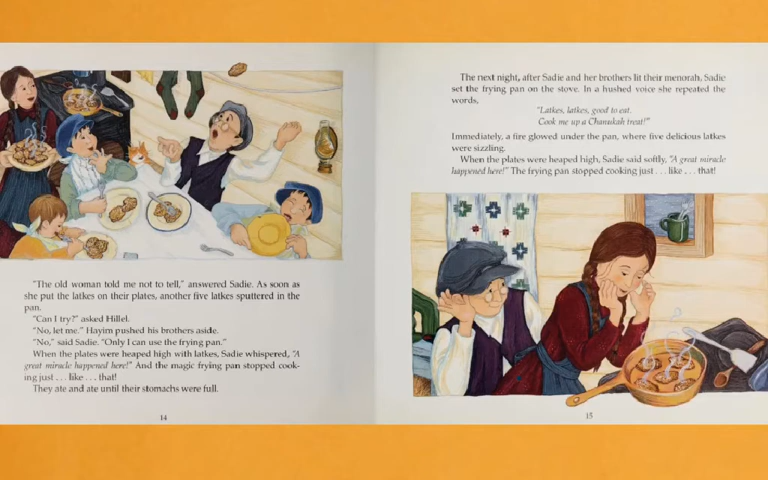 "The old woman told me not to tell," answered Sadie. As soon as
she put the latkes on their plates, another five latkes sputtered in the
pan.
"Can I try?" asked Hillel.
"No, let me." Hayim pushed his brothers aside.
"No," said Sadie. "Only I can use the frying pan."
When the plates were heaped high with latkes, Sadie whispered, "A
great miracle happened here!" And the magic frying pan stopped cook-
ing just . . . like . . . that!
They ate and ate until their stomachs were full.
14
The next night, after Sadie and her brothers lit their menorah, Sadie
set the frying pan on the stove. In a hushed voice she repeated the
words,
"Latkes, latkes, good to eat,
Cook me up a Chanukah treat!"
Immediately, a fire glowed under the pan, where five delicious latkes
were sizzling.
When the plates were heaped high, Sadie said softly, "A great miracle
happened here!" The frying pan stopped cooking just . . . like . . . that!
15